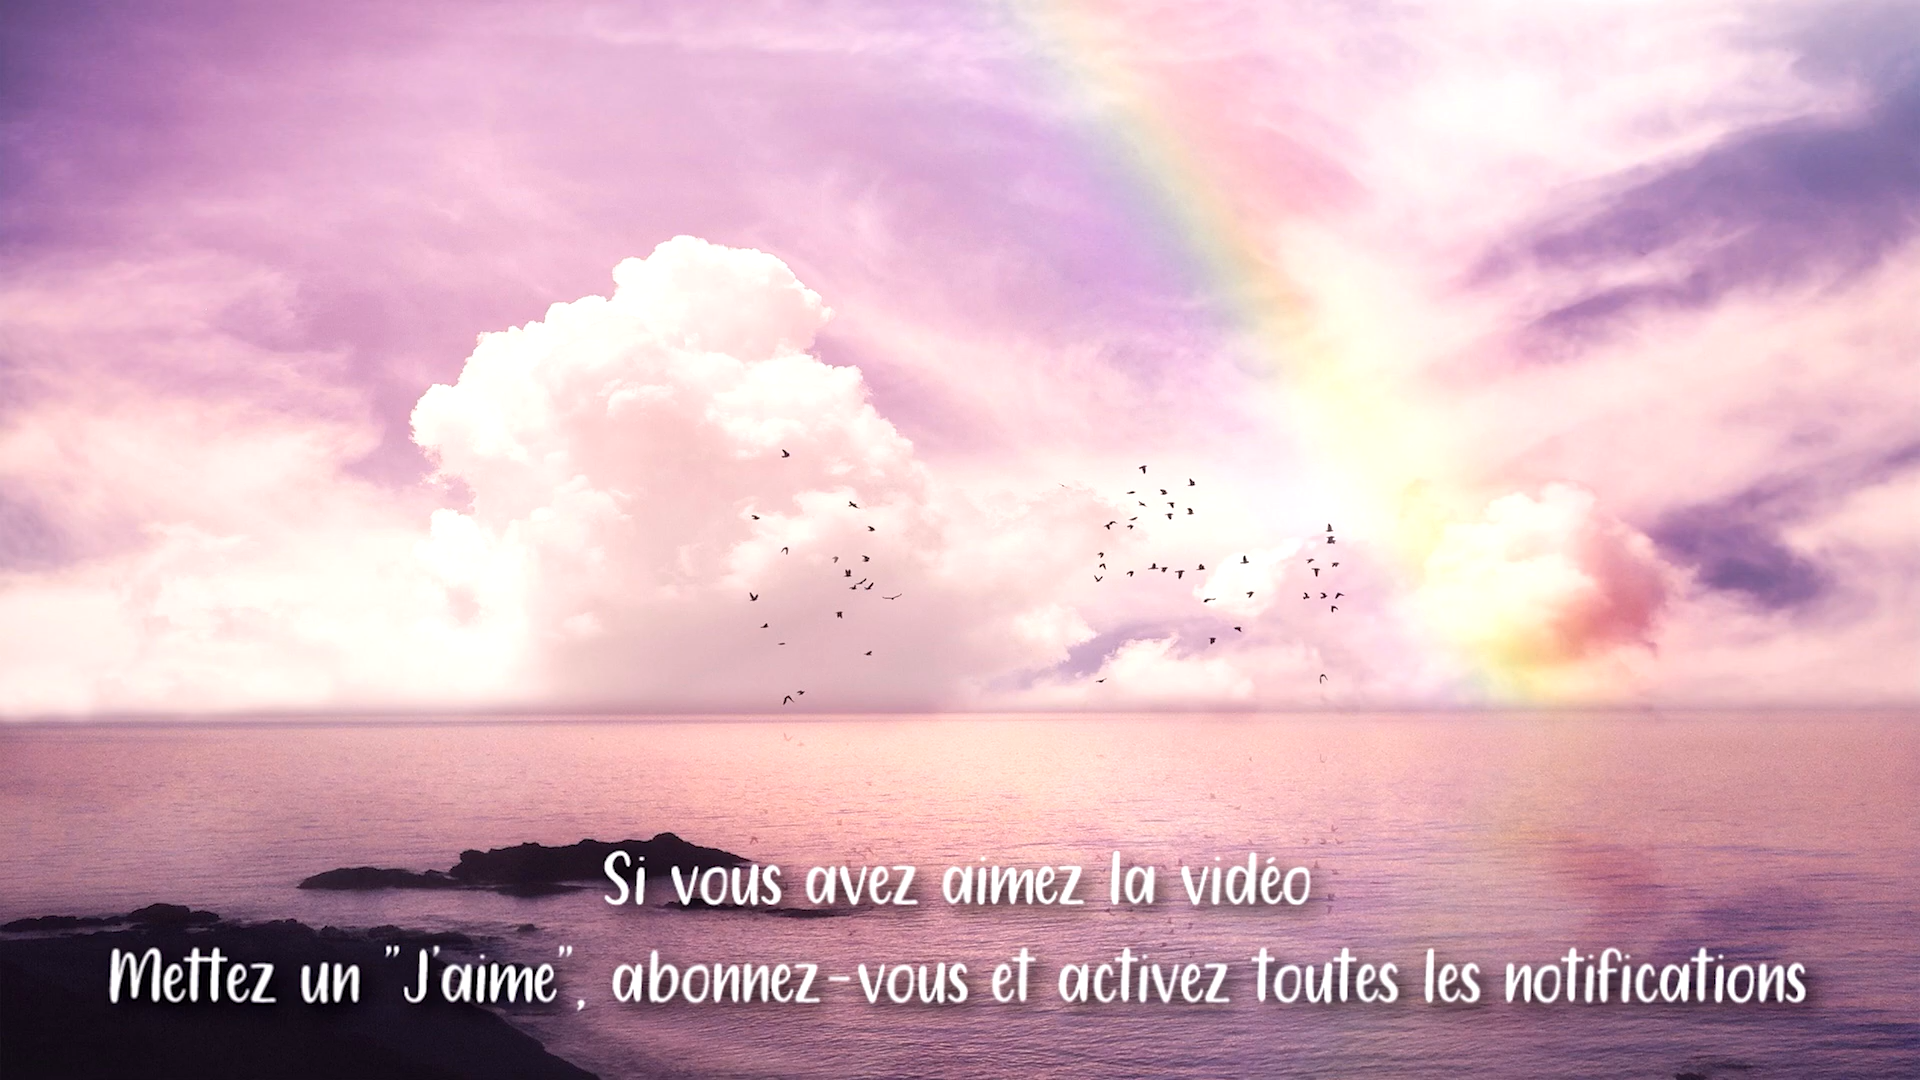 Si vous avez aimez la vidéo
Mettez un "J'aime", abonnez-vous et activez toutes les notifications